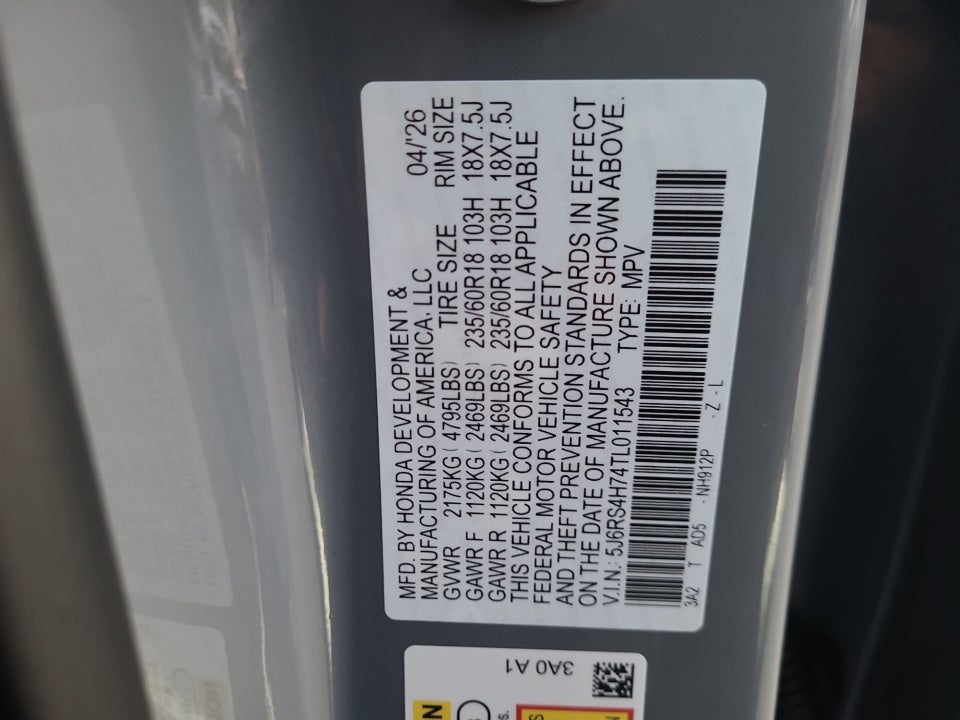 MFD. BY HONDA DEVELOPMENT &
MANUFACTURING OF AMERICA, LLC 04/'26
GVWR 2175KG ( 4795LBS) TIRE SIZE RIM SIZE
GAWR F 1120KG ( 2469LBS) 235/60R18 103H 18X7.5J
GAWR R 1120KG ( 2469LBS) 235/60R18 103H 18X7.5J
THIS VEHICLE CONFORMS TO ALL APPLICABLE
FEDERAL MOTOR VEHICLE SAFETY
AND THEFT PREVENTION STANDARDS IN EFFECT
ON THE DATE OF MANUFACTURE SHOWN ABOVE.
V.I.N.: 5J6RS4H74TL011543 TYPE: MPV
3A2 T AD5 - NH912P - Z - L
3A0 A1